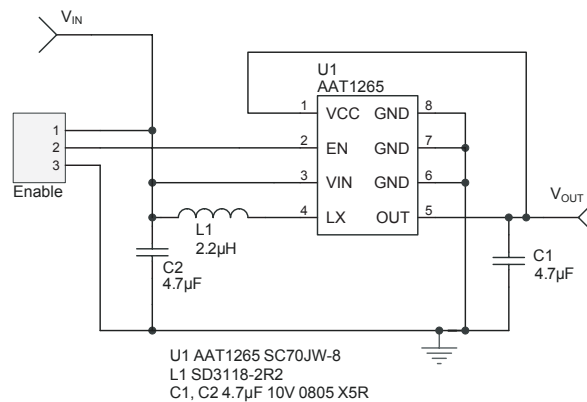 V_IN
U1
AAT1265
1
2
3
Enable
1 VCC GND 8
2 EN GND 7
3 VIN GND 6
4 LX OUT 5
V_OUT
L1
2.2µH
C2
4.7µF
C1
4.7µF
U1 AAT1265 SC70JW-8
L1 SD3118-2R2
C1, C2 4.7µF 10V 0805 X5R